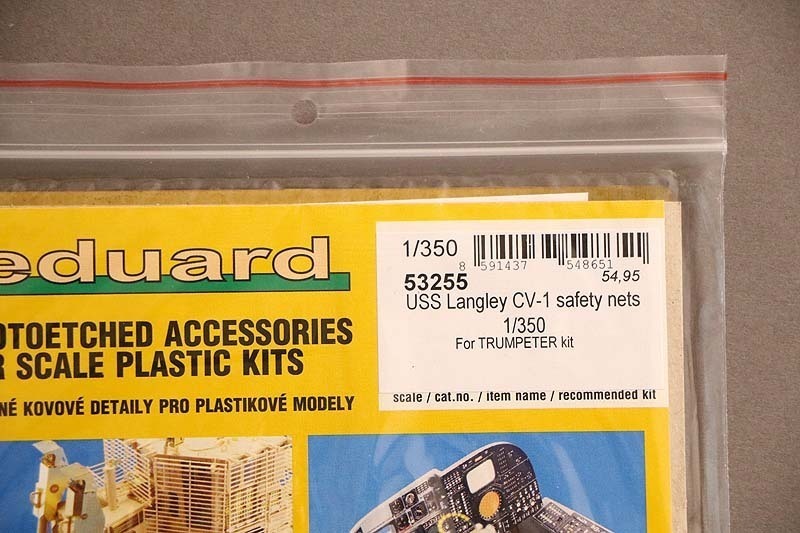 eduard
OTOETCHED ACCESSORIES
R SCALE PLASTIC KITS
NÉ KOVOVÉ DETAILY PRO PLASTIKOVÉ MODELY
1/350
8 591437 548651
53255
54,95
USS Langley CV-1 safety nets
1/350
For TRUMPETER kit
scale / cat.no. / item name / recommended kit